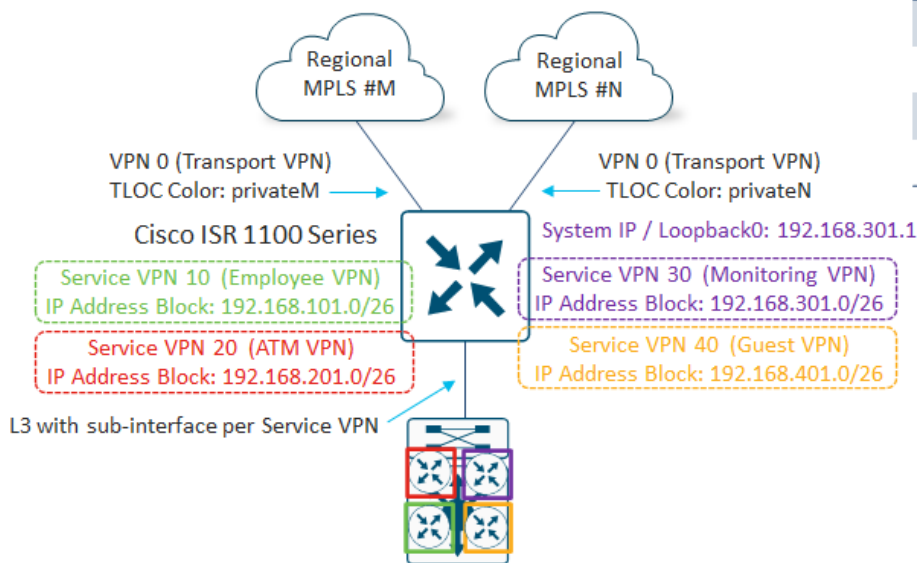 Regional
MPLS #M
Regional
MPLS #N
VPN 0 (Transport VPN)
TLOC Color: privateM
VPN 0 (Transport VPN)
TLOC Color: privateN
Cisco ISR 1100 Series
System IP / Loopback0: 192.168.301.1
Service VPN 10 (Employee VPN)
IP Address Block: 192.168.101.0/26
Service VPN 30 (Monitoring VPN)
IP Address Block: 192.168.301.0/26
Service VPN 20 (ATM VPN)
IP Address Block: 192.168.201.0/26
Service VPN 40 (Guest VPN)
IP Address Block: 192.168.401.0/26
L3 with sub-interface per Service VPN